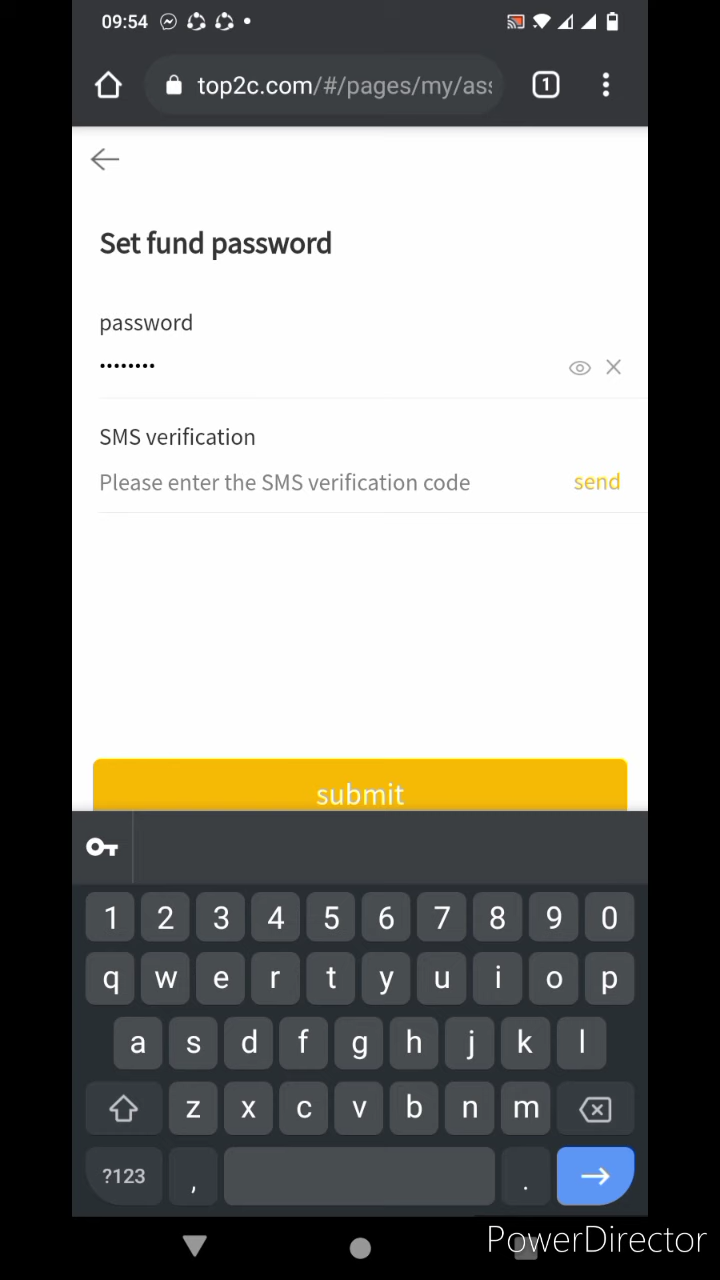 09:54
top2c.com/#/pages/my/ass
1
Set fund password
password
SMS verification
Please enter the SMS verification code
send
submit
1 2 3 4 5 6 7 8 9 0
q w e r t y u i o p
a s d f g h j k l
z x c v b n m
?123 , .
PowerDirector